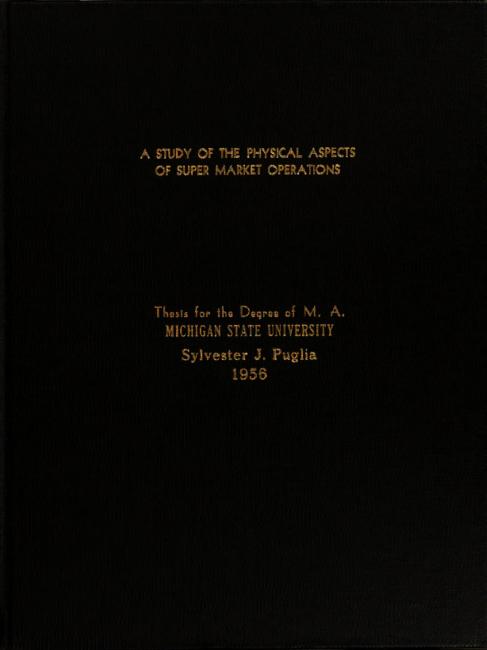 A STUDY OF THE PHYSICAL ASPECTS
OF SUPER MARKET OPERATIONS
Thesis for the Degree of M. A.
MICHIGAN STATE UNIVERSITY
Sylvester J. Puglia
1956